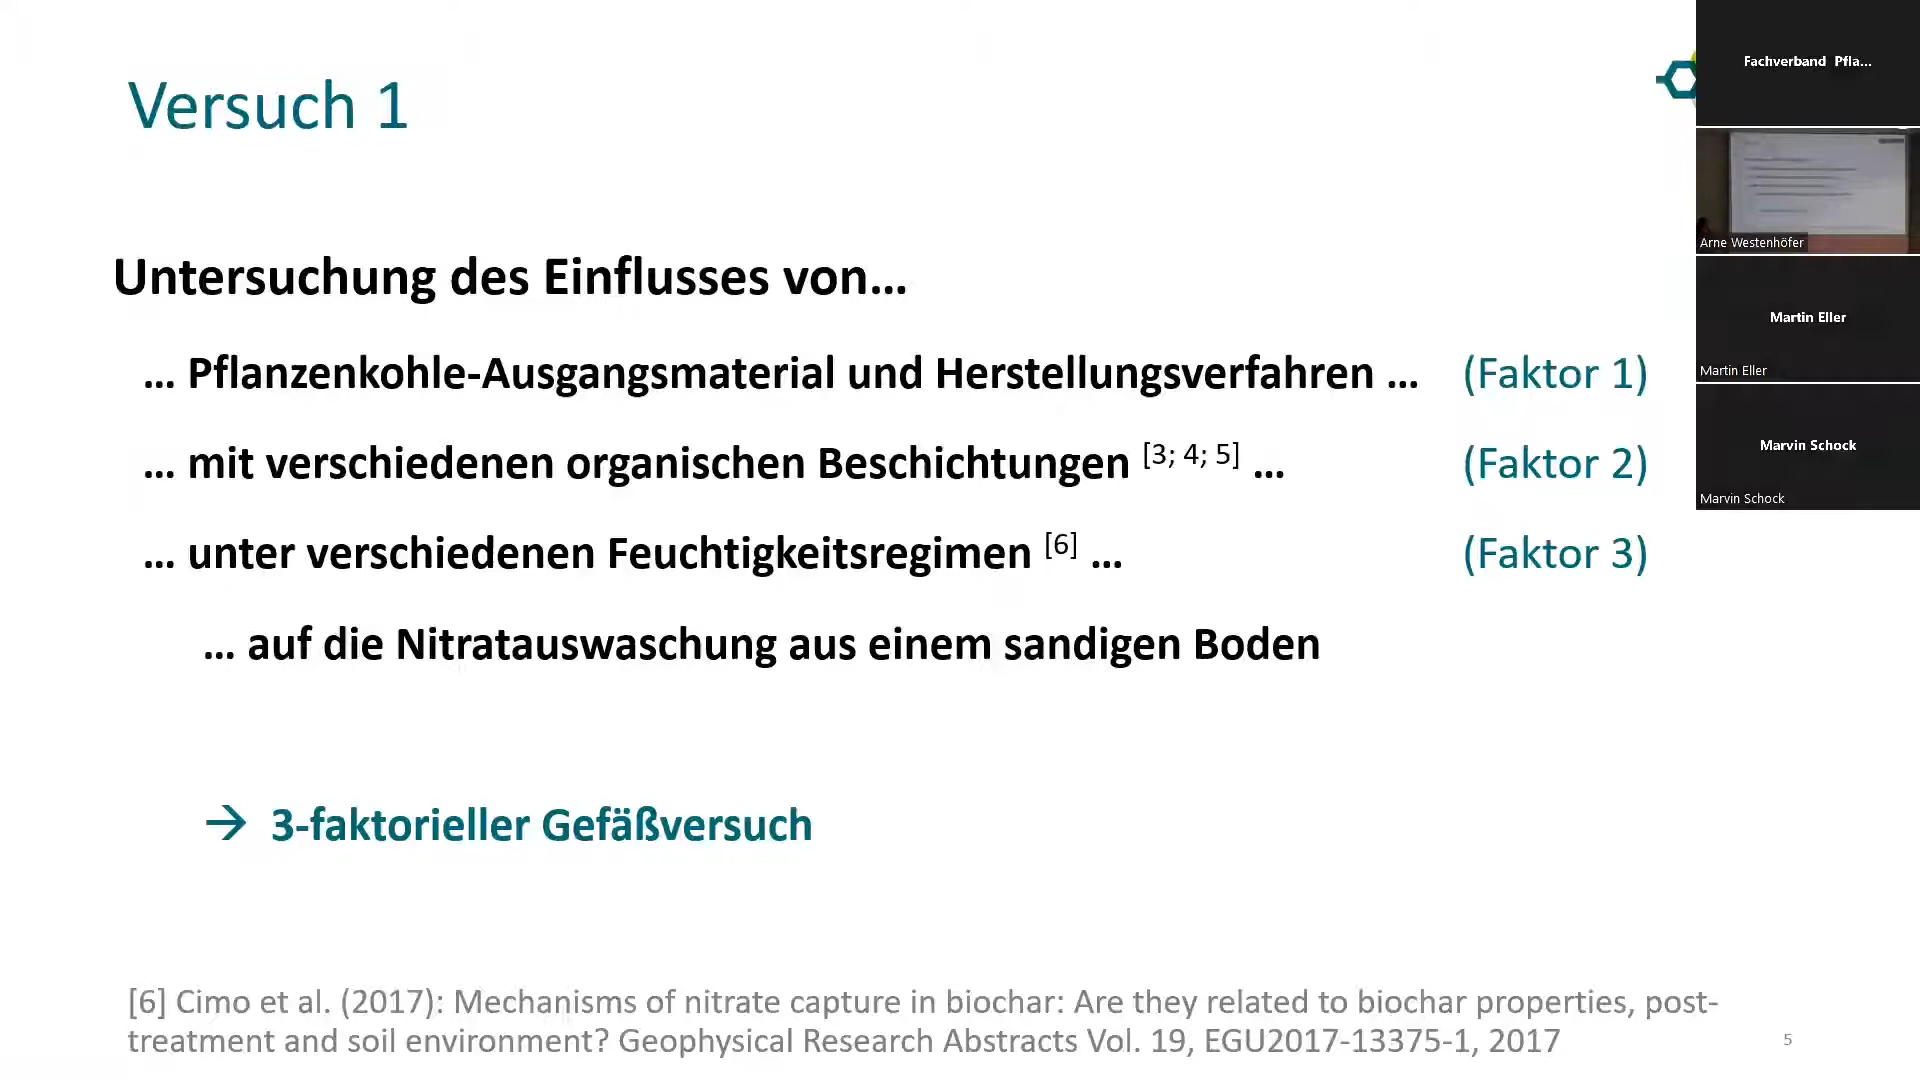 Versuch 1
Untersuchung des Einflusses von...
... Pflanzenkohle-Ausgangsmaterial und Herstellungsverfahren ... (Faktor 1)
... mit verschiedenen organischen Beschichtungen [3; 4; 5] ... (Faktor 2)
... unter verschiedenen Feuchtigkeitsregimen [6] ... (Faktor 3)
... auf die Nitratauswaschung aus einem sandigen Boden
→ 3-faktorieller Gefäßversuch
[6] Cimo et al. (2017): Mechanisms of nitrate capture in biochar: Are they related to biochar properties, post-
treatment and soil environment? Geophysical Research Abstracts Vol. 19, EGU2017-13375-1, 2017
5
Fachverband Pfla...
Arne Westenhöfer
Martin Eller
Martin Eller
Marvin Schock
Marvin Schock